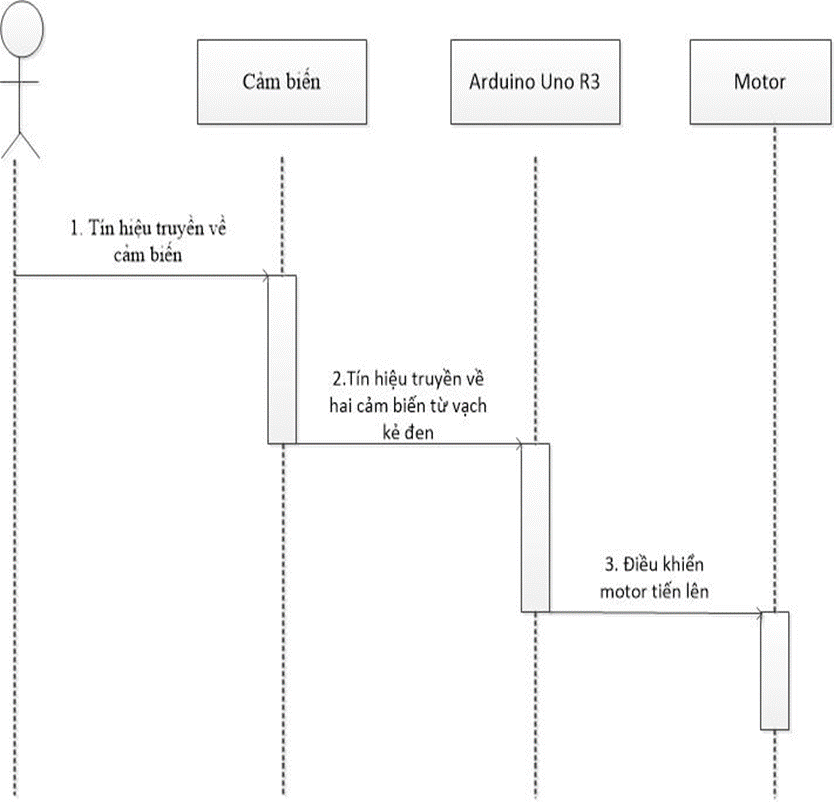 Cảm biến
Arduino Uno R3
Motor
1. Tín hiệu truyền về
cảm biến
2.Tín hiệu truyền về
hai cảm biến từ vạch
kẻ đen
3. Điều khiển
motor tiến lên